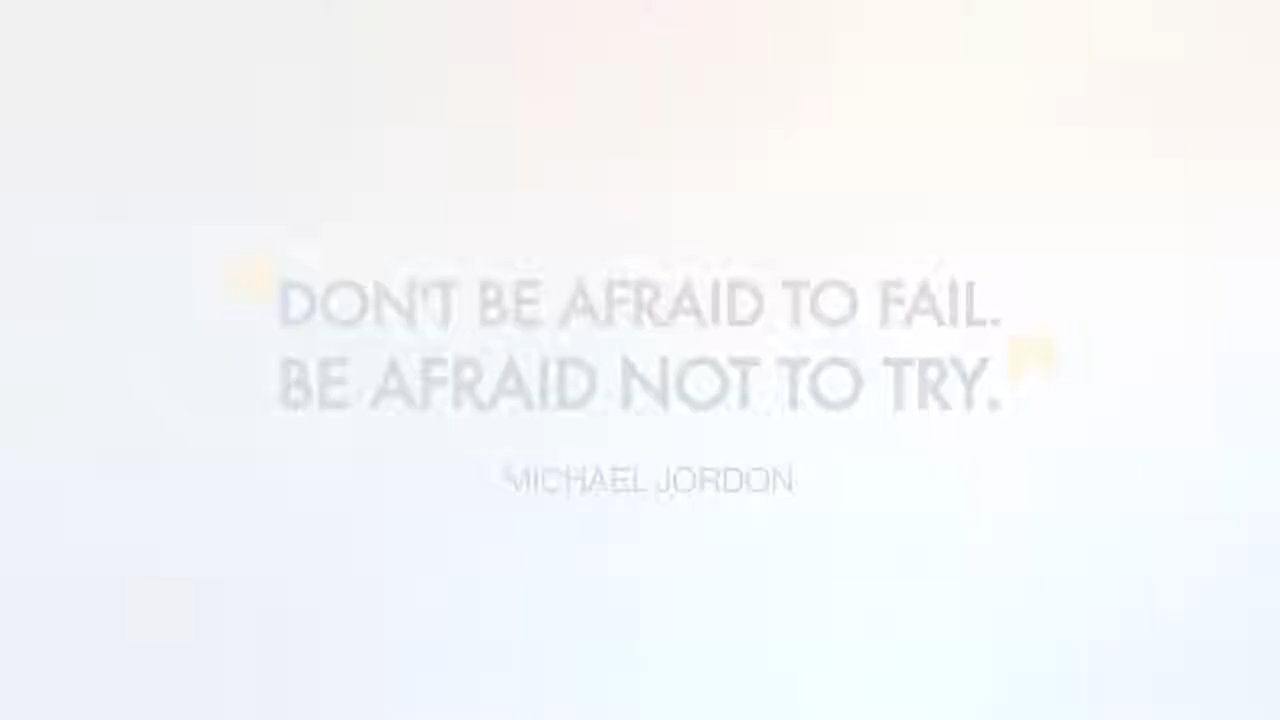 "DON'T BE AFRAID TO FAIL.
BE AFRAID NOT TO TRY."
MICHAEL JORDON